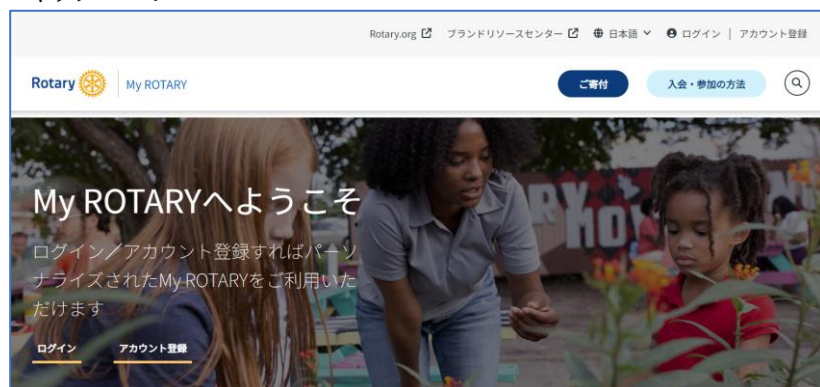 Rotary.org ブランドリソースセンター 日本語 ログイン | アカウント登録
Rotary My ROTARY ご寄付 入会・参加の方法
My ROTARYへようこそ
ログイン／アカウント登録すればパーソ
ナライズされたMy ROTARYをご利用いた
だけます
ログイン アカウント登録